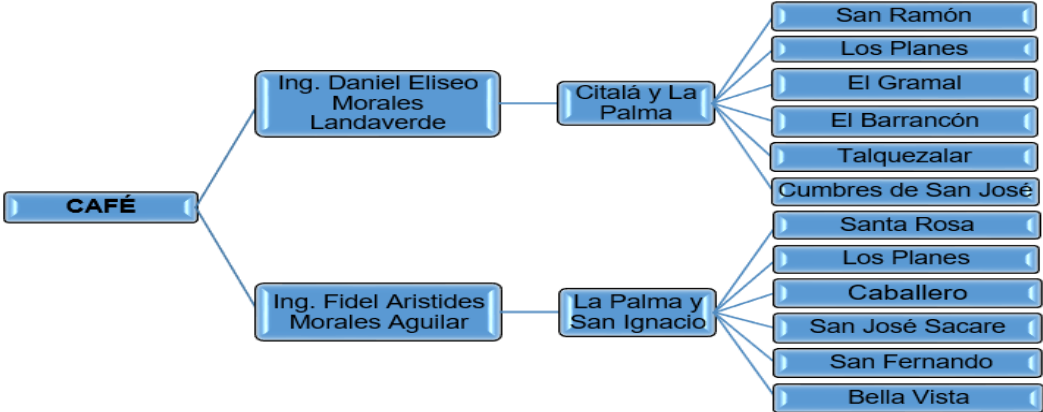 CAFÉ
Ing. Daniel Eliseo
Morales
Landaverde
Citalá y La
Palma
San Ramón
Los Planes
El Gramal
El Barrancón
Talquezalar
Cumbres de San José
Ing. Fidel Aristides
Morales Aguilar
La Palma y
San Ignacio
Santa Rosa
Los Planes
Caballero
San José Sacare
San Fernando
Bella Vista